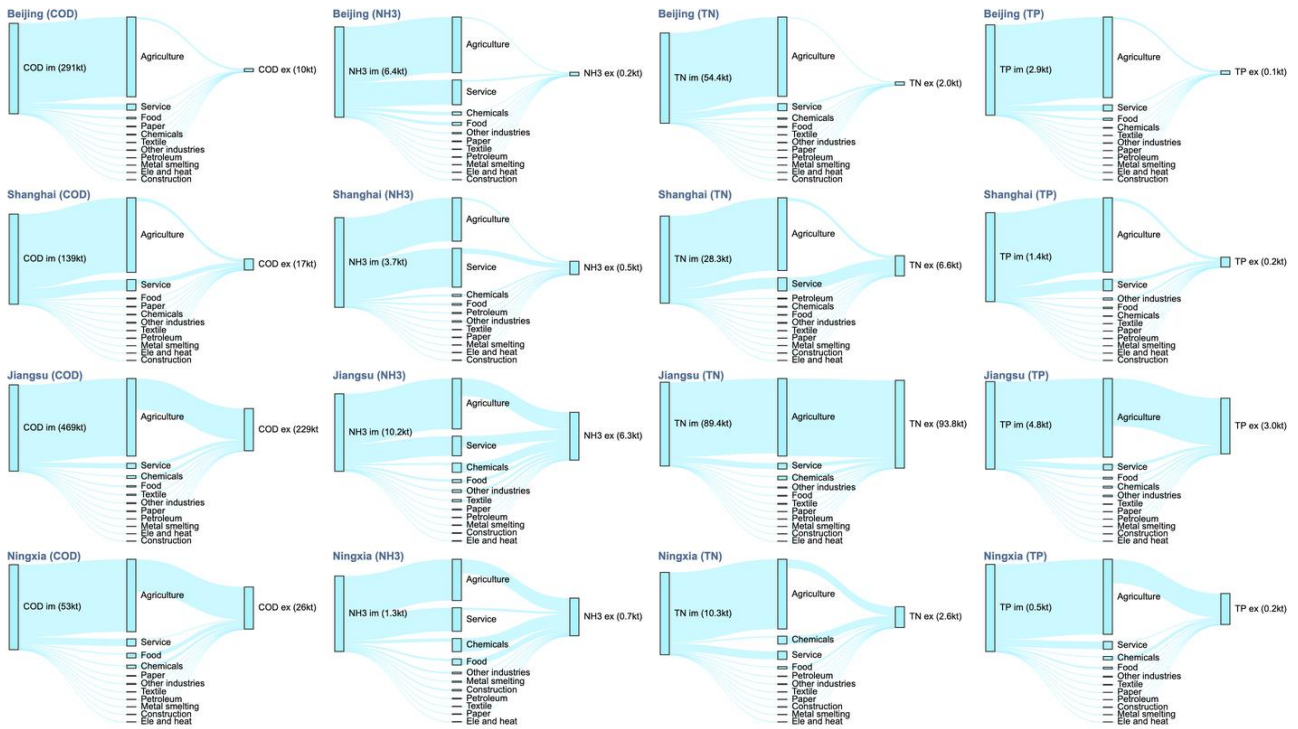 Beijing (COD)
COD im (291kt)
Agriculture
COD ex (10kt)
Service
Food
Paper
Chemicals
Textile
Other industries
Petroleum
Metal smelting
Ele and heat
Construction
Beijing (NH3)
NH3 im (6.4kt)
Agriculture
NH3 ex (0.2kt)
Service
Chemicals
Food
Other industries
Paper
Textile
Petroleum
Metal smelting
Ele and heat
Construction
Beijing (TN)
TN im (54.4kt)
Agriculture
TN ex (2.0kt)
Service
Chemicals
Food
Textile
Other industries
Paper
Petroleum
Metal smelting
Ele and heat
Construction
Beijing (TP)
TP im (2.9kt)
Agriculture
TP ex (0.1kt)
Service
Food
Chemicals
Textile
Other industries
Paper
Petroleum
Metal smelting
Ele and heat
Construction
Shanghai (COD)
COD im (139kt)
Agriculture
COD ex (17kt)
Service
Food
Paper
Chemicals
Other industries
Textile
Petroleum
Metal smelting
Ele and heat
Construction
Shanghai (NH3)
NH3 im (3.7kt)
Agriculture
NH3 ex (0.5kt)
Service
Chemicals
Food
Petroleum
Other industries
Textile
Paper
Metal smelting
Ele and heat
Construction
Shanghai (TN)
TN im (28.3kt)
Agriculture
TN ex (6.6kt)
Service
Petroleum
Chemicals
Food
Other industries
Textile
Paper
Metal smelting
Construction
Ele and heat
Shanghai (TP)
TP im (1.4kt)
Agriculture
TP ex (0.2kt)
Service
Other industries
Food
Chemicals
Textile
Paper
Petroleum
Metal smelting
Ele and heat
Construction
Jiangsu (COD)
COD im (469kt)
Agriculture
COD ex (229kt
Service
Chemicals
Food
Textile
Other industries
Paper
Petroleum
Metal smelting
Ele and heat
Construction
Jiangsu (NH3)
NH3 im (10.2kt)
Agriculture
NH3 ex (6.3kt)
Service
Chemicals
Food
Other industries
Textile
Paper
Petroleum
Metal smelting
Construction
Ele and heat
Jiangsu (TN)
TN im (89.4kt)
Agriculture
TN ex (93.8kt)
Service
Chemicals
Other industries
Food
Textile
Paper
Petroleum
Metal smelting
Construction
Ele and heat
Jiangsu (TP)
TP im (4.8kt)
Agriculture
TP ex (3.0kt)
Service
Food
Chemicals
Other industries
Textile
Paper
Petroleum
Metal smelting
Construction
Ele and heat
Ningxia (COD)
COD im (53kt)
Agriculture
COD ex (26kt)
Service
Food
Chemicals
Paper
Other industries
Textile
Petroleum
Metal smelting
Construction
Ele and heat
Ningxia (NH3)
NH3 im (1.3kt)
Agriculture
NH3 ex (0.7kt)
Service
Chemicals
Food
Other industries
Metal smelting
Construction
Petroleum
Textile
Paper
Ele and heat
Ningxia (TN)
TN im (10.3kt)
Agriculture
TN ex (2.6kt)
Chemicals
Service
Food
Petroleum
Other industries
Textile
Paper
Construction
Metal smelting
Ele and heat
Ningxia (TP)
TP im (0.5kt)
Agriculture
TP ex (0.2kt)
Service
Chemicals
Food
Other industries
Textile
Paper
Petroleum
Construction
Metal smelting
Ele and heat